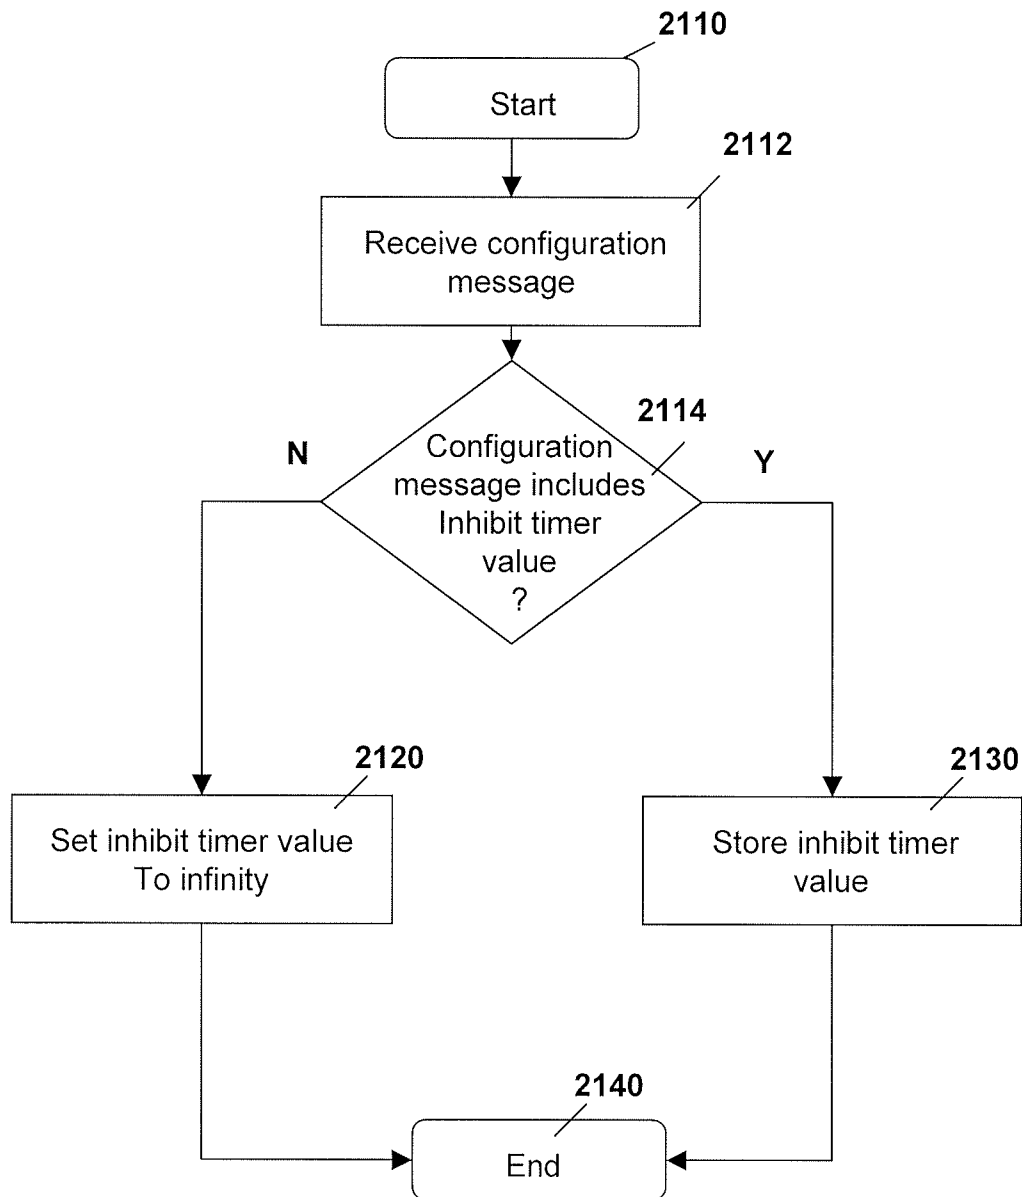 2110
Start
2112
Receive configuration
message
2114
N
Y
Configuration
message includes
Inhibit timer
value
?
2120
2130
Set inhibit timer value
To infinity
Store inhibit timer
value
2140
End